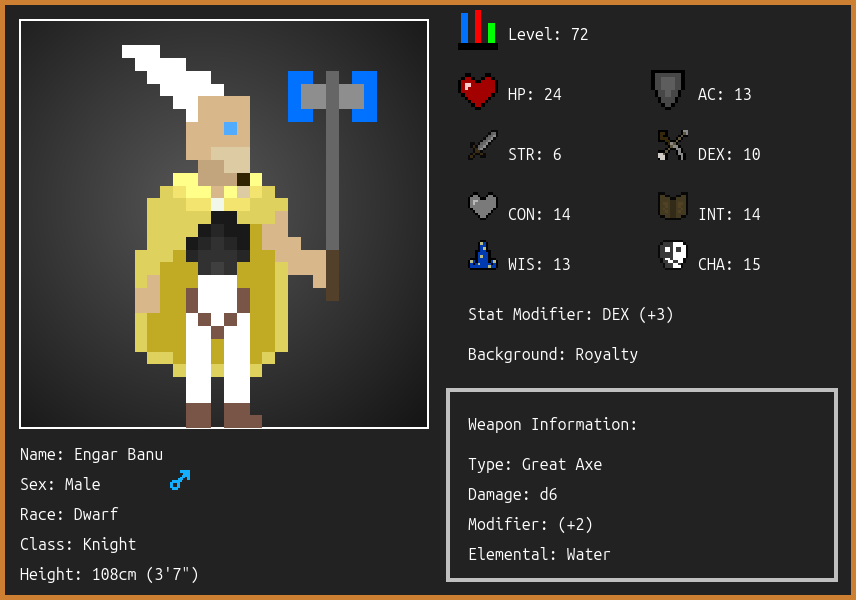 Level: 72
HP: 24
AC: 13
STR: 6
DEX: 10
CON: 14
INT: 14
WIS: 13
CHA: 15
Stat Modifier: DEX (+3)
Background: Royalty
Weapon Information:
Type: Great Axe
Damage: d6
Modifier: (+2)
Elemental: Water
Name: Engar Banu
Sex: Male
Race: Dwarf
Class: Knight
Height: 108cm (3'7")